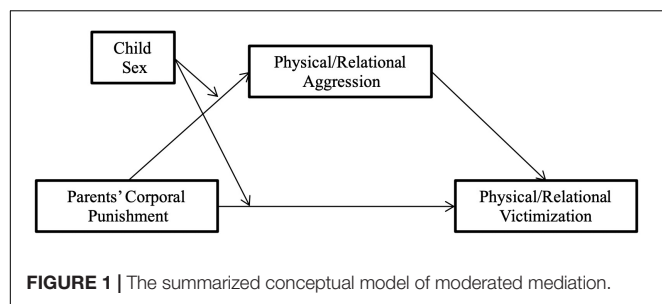 Child
Sex
Physical/Relational
Aggression
Parents' Corporal
Punishment
Physical/Relational
Victimization
FIGURE 1 | The summarized conceptual model of moderated mediation.